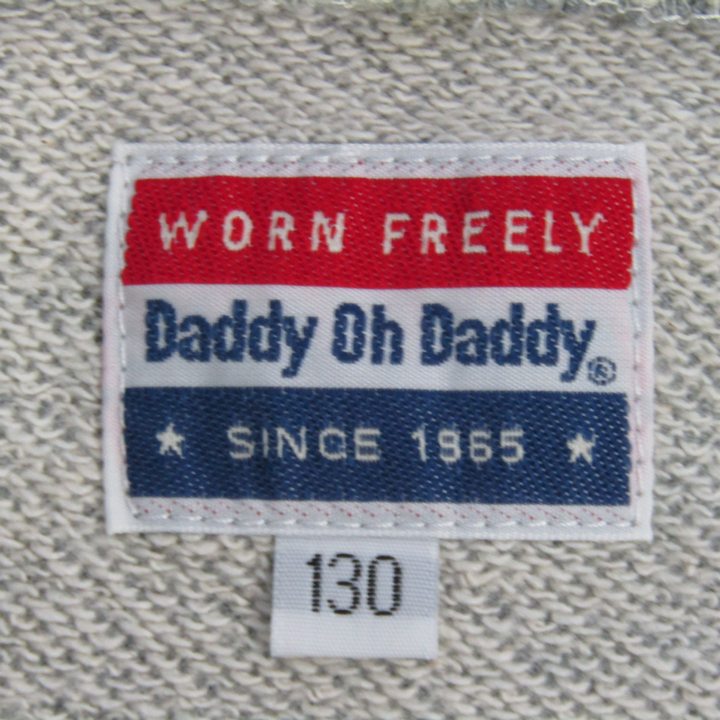 WORN FREELY
Daddy Oh Daddy®
★ SINCE 1965 ★
130